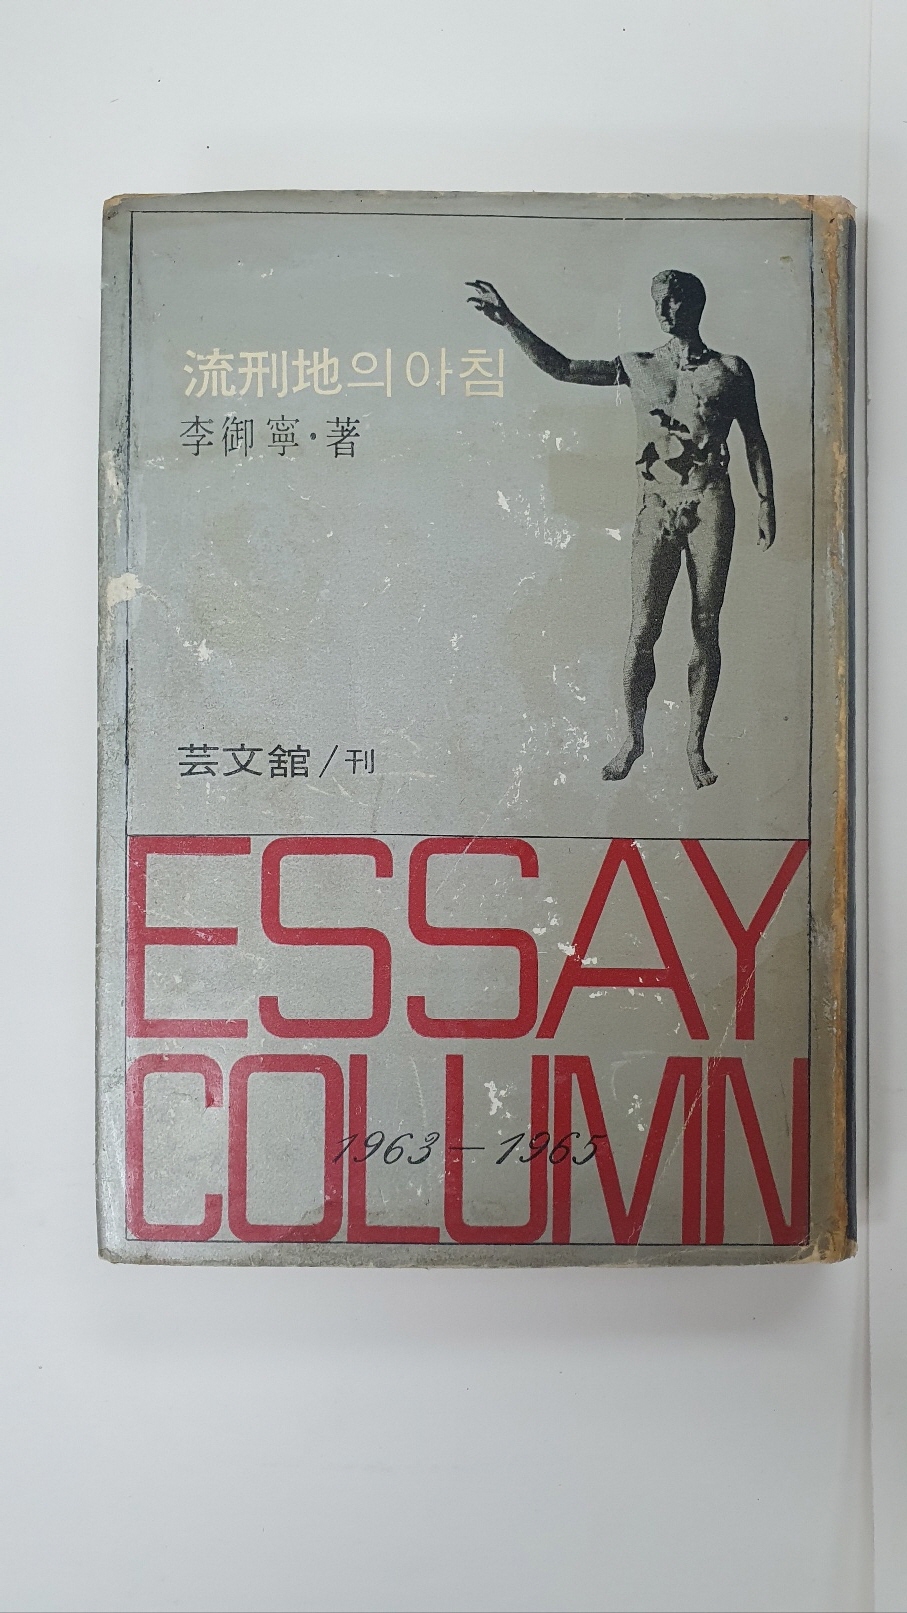 流刑地의아침
李御寧·著
芸文舘/刊
ESSAY
COLUMN
1963-1965